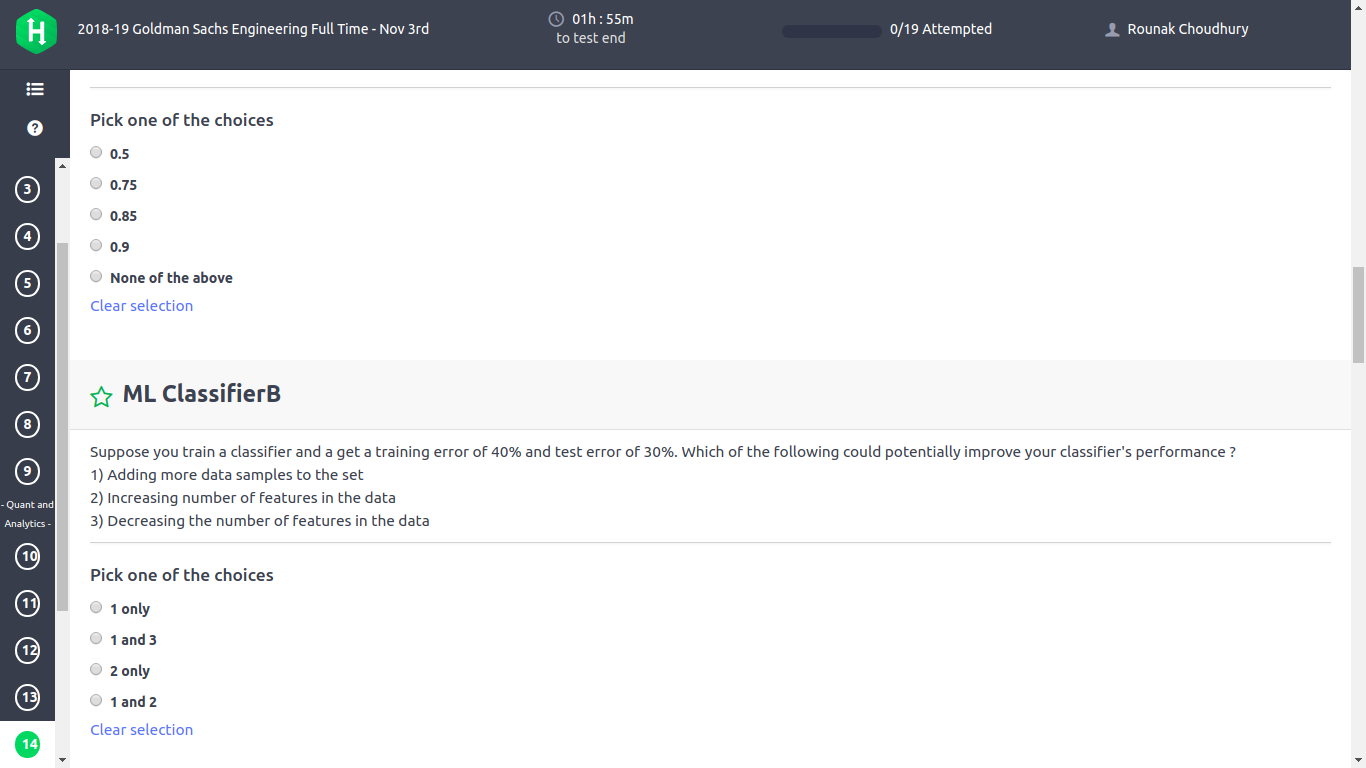 2018-19 Goldman Sachs Engineering Full Time - Nov 3rd
01h : 55m
to test end
0/19 Attempted
Rounak Choudhury
3
4
5
6
7
8
9
- Quant and
Analytics -
10
11
12
13
14
Pick one of the choices
0.5
0.75
0.85
0.9
None of the above
Clear selection
ML ClassifierB
Suppose you train a classifier and a get a training error of 40% and test error of 30%. Which of the following could potentially improve your classifier's performance ?
1) Adding more data samples to the set
2) Increasing number of features in the data
3) Decreasing the number of features in the data
Pick one of the choices
1 only
1 and 3
2 only
1 and 2
Clear selection